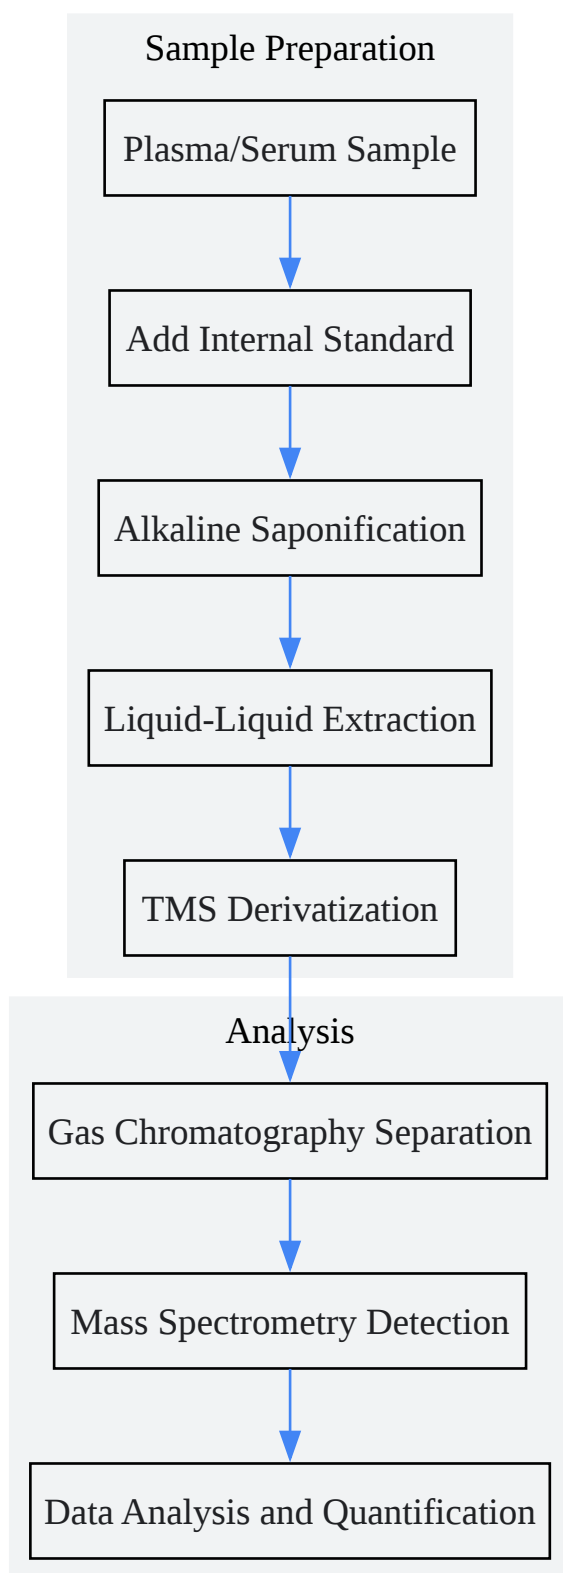 Sample Preparation
Plasma/Serum Sample
Add Internal Standard
Alkaline Saponification
Liquid-Liquid Extraction
TMS Derivatization
Analysis
Gas Chromatography Separation
Mass Spectrometry Detection
Data Analysis and Quantification